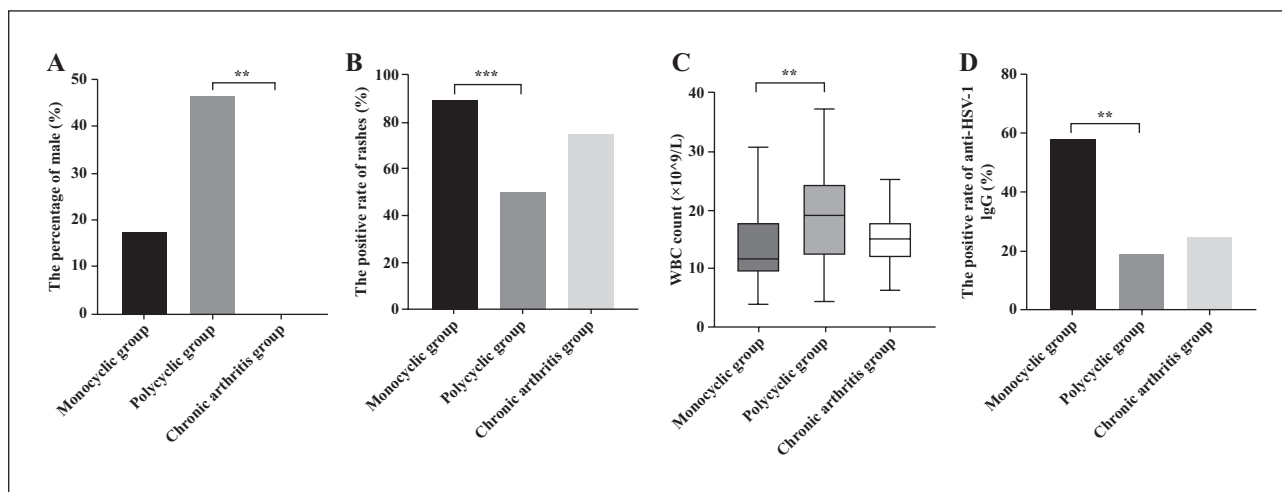 A
The percentage of male (%)
50
40
30
20
10
0
**
Monocyclic group
Polycyclic group
Chronic arthritis group
B
The positive rate of rashes (%)
100
80
60
40
20
0
***
Monocyclic group
Polycyclic group
Chronic arthritis group
C
WBC count (×10^9/L)
40
30
20
10
0
**
Monocyclic group
Polycyclic group
Chronic arthritis group
D
The positive rate of anti-HSV-1
IgG (%)
80
60
40
20
0
**
Monocyclic group
Polycyclic group
Chronic arthritis group